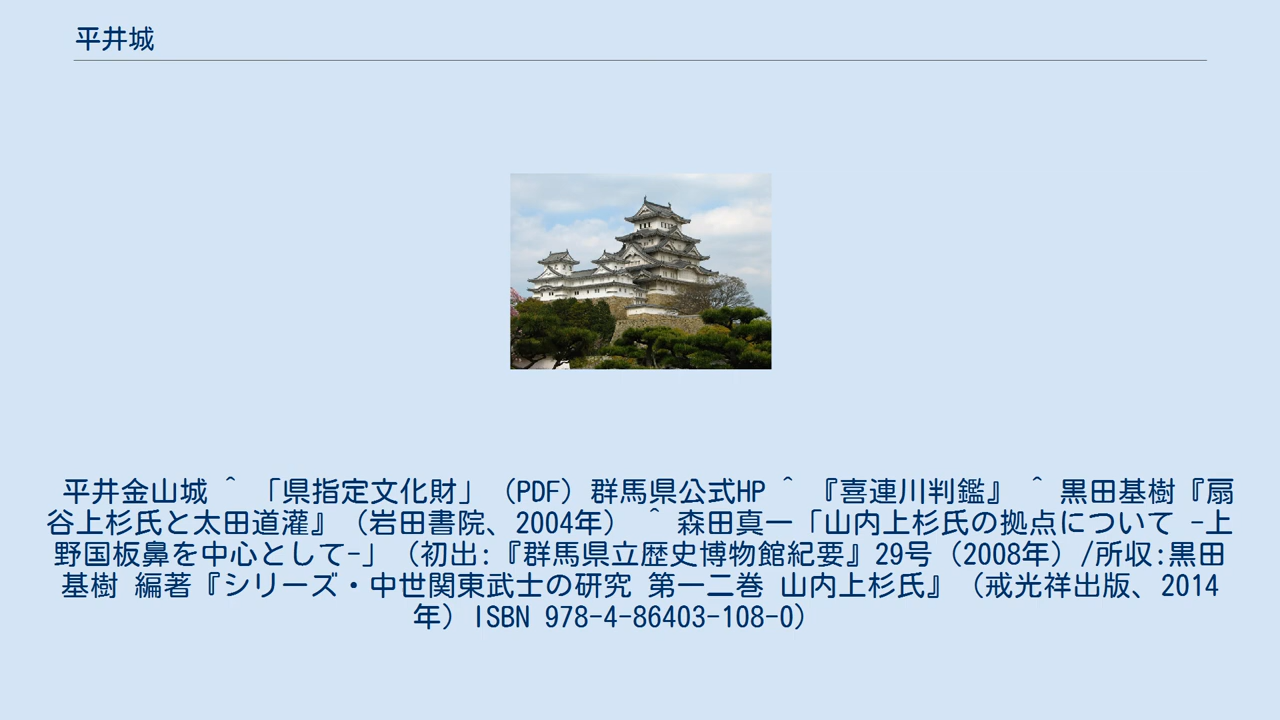 平井城
平井金山城 ^ 「県指定文化財」（PDF）群馬県公式HP ^ 『喜連川判鑑』 ^ 黒田基樹『扇
谷上杉氏と太田道灌』（岩田書院、2004年） ^ 森田真一「山内上杉氏の拠点について -上
野国板鼻を中心として-」（初出:『群馬県立歴史博物館紀要』29号（2008年）/所収:黒田
基樹 編著『シリーズ・中世関東武士の研究 第一二巻 山内上杉氏』（戒光祥出版、2014
年）ISBN 978-4-86403-108-0）